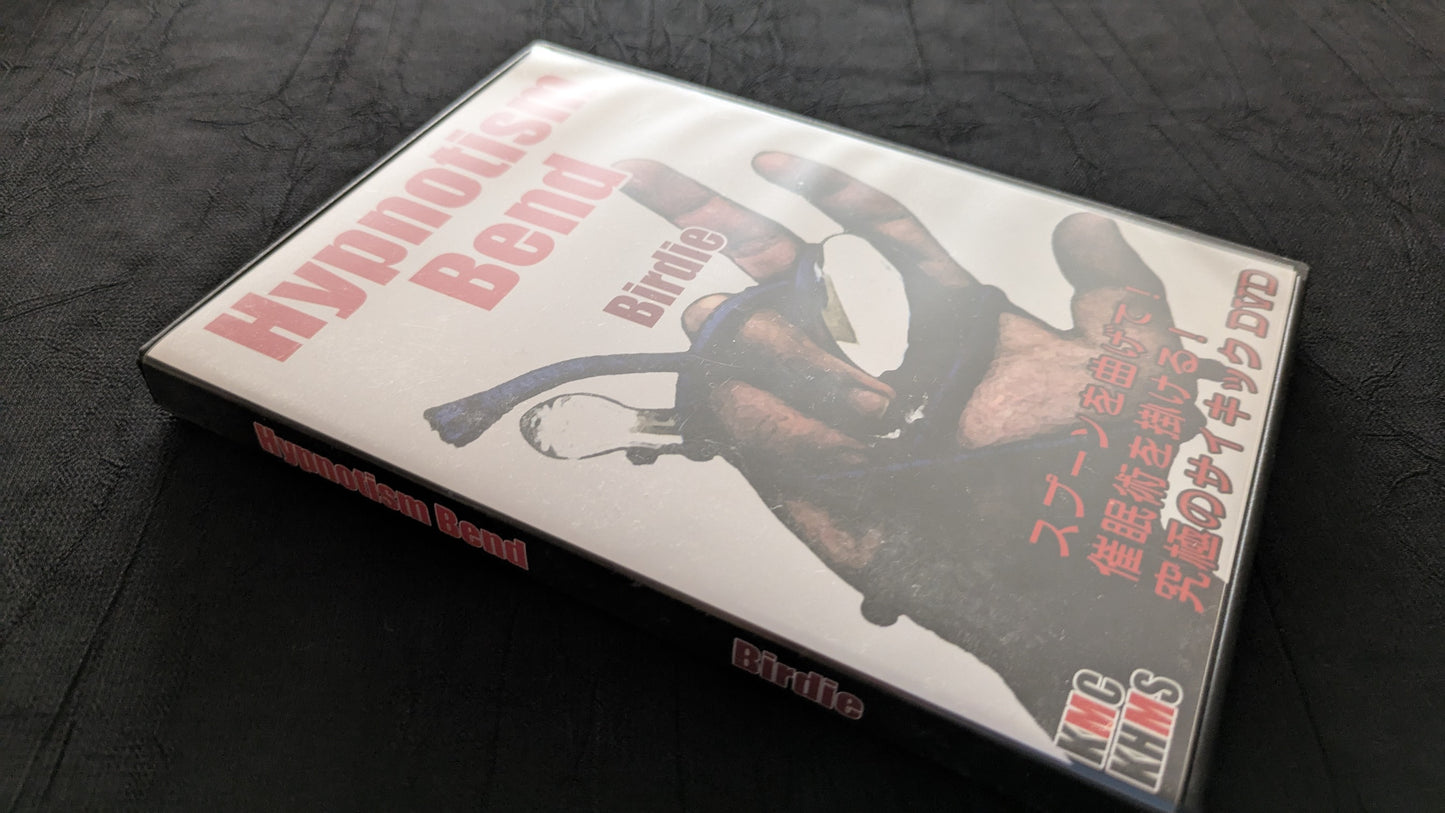 Hypnotism
Bend
Birdie
スプーンを曲げて!
催眠術を掛ける!
究極のサイキックDVD
KMC
KHMS
Hypnotism Bend
Birdie